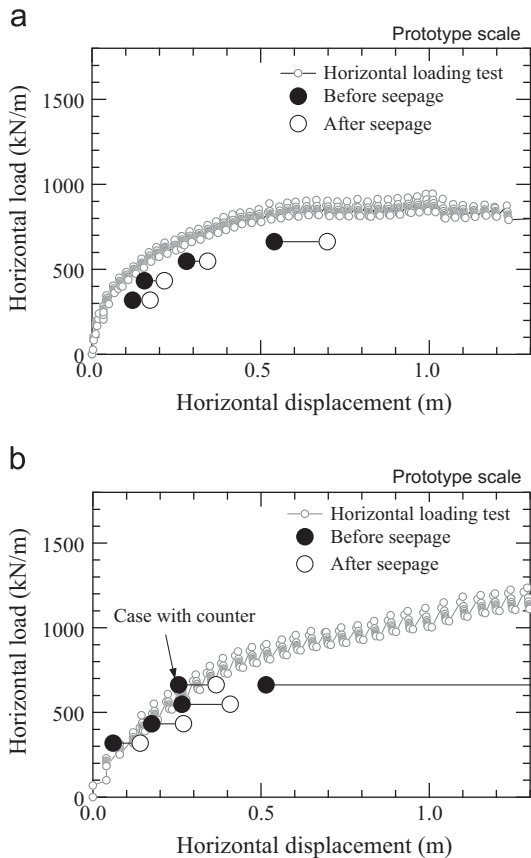 a
Prototype scale
Horizontal loading test
Before seepage
After seepage
1500
1000
500
0
Horizontal load (kN/m)
0.0 0.5 1.0
Horizontal displacement (m)
b
Prototype scale
Horizontal loading test
Before seepage
After seepage
Case with counter
1500
1000
500
0
Horizontal load (kN/m)
0.0 0.5 1.0
Horizontal displacement (m)